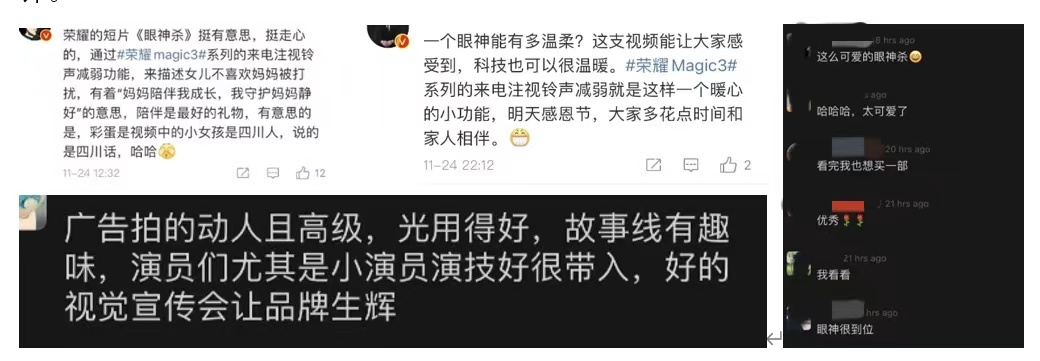 荣耀的短片《眼神杀》挺有意思，挺走心
的，通过#荣耀magic3#系列的来电注视铃
声减弱功能，来描述女儿不喜欢妈妈被打
扰，有着“妈妈陪伴我成长，我守护妈妈静
好”的意思，陪伴是最好的礼物，有意思的
是，彩蛋是视频中的小女孩是四川人，说的
是四川话，哈哈
11-24 12:32
12
一个眼神能有多温柔？这支视频能让大家感
受到，科技也可以很温暖。#荣耀Magic3#
系列的来电注视铃声减弱就是这样一个暖心
的小功能，明天感恩节，大家多花点时间和
家人相伴。
11-24 22:12
2
广告拍的动人且高级，光用得好，故事线有趣
味，演员们尤其是小演员演技好很带入，好的
视觉宣传会让品牌生辉
8 hrs ago
这么可爱的眼神杀
ago
哈哈哈，太可爱了
20 hrs ago
看完我也想买一部
21 hrs ago
优秀
21 hrs ago
我看看
hrs ago
眼神很到位